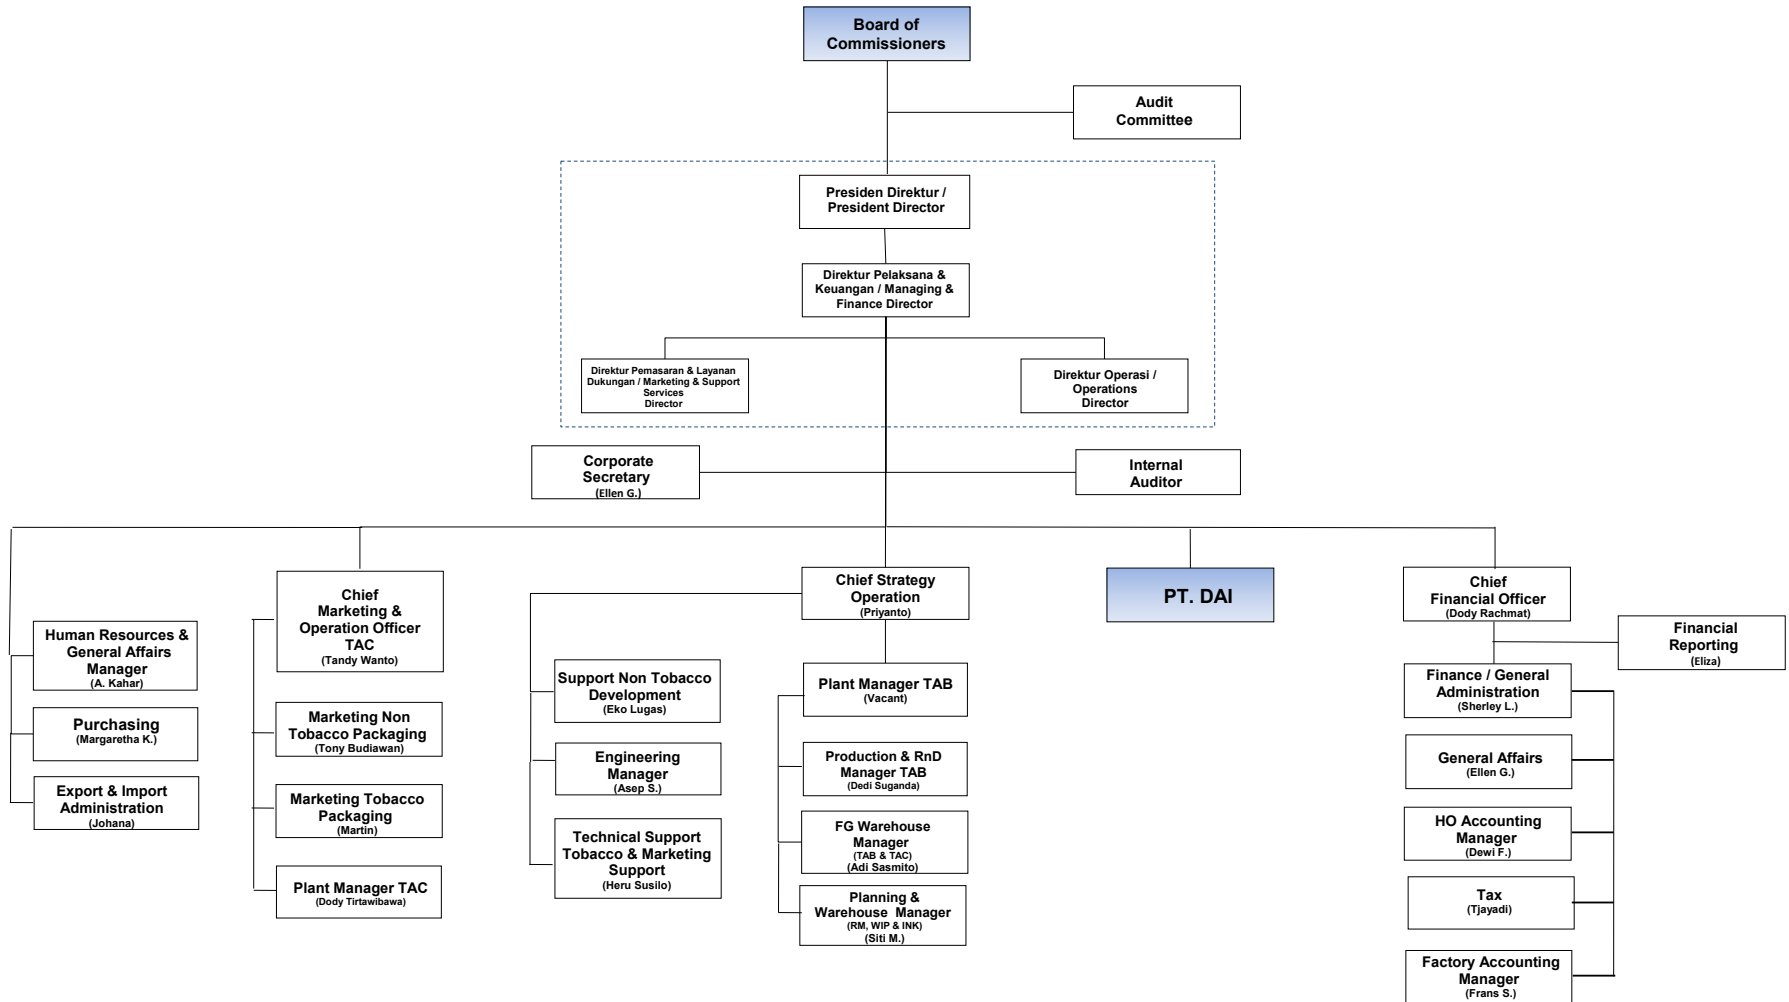 Board of
Commissioners
Audit
Committee
Presiden Direktur /
President Director
Direktur Pelaksana &
Keuangan / Managing &
Finance Director
Direktur Pemasaran & Layanan
Dukungan / Marketing & Support
Services
Director
Direktur Operasi /
Operations
Director
Corporate
Secretary
(Ellen G.)
Internal
Auditor
Human Resources &
General Affairs
Manager
(A. Kahar)
Purchasing
(Margaretha K.)
Export & Import
Administration
(Johana)
Chief
Marketing &
Operation Officer
TAC
(Tandy Wanto)
Marketing Non
Tobacco Packaging
(Tony Budiawan)
Marketing Tobacco
Packaging
(Martin)
Plant Manager TAC
(Dody Tirtawibawa)
Chief Strategy
Operation
(Priyanto)
Support Non Tobacco
Development
(Eko Lugas)
Engineering
Manager
(Asep S.)
Technical Support
Tobacco & Marketing
Support
(Heru Susilo)
Plant Manager TAB
(Vacant)
Production & RnD
Manager TAB
(Dedi Suganda)
FG Warehouse
Manager
(TAB & TAC)
(Adi Sasmito)
Planning &
Warehouse Manager
(RM, WIP & INK)
(Siti M.)
PT. DAI
Chief
Financial Officer
(Dody Rachmat)
Financial
Reporting
(Eliza)
Finance / General
Administration
(Sherley L.)
General Affairs
(Ellen G.)
HO Accounting
Manager
(Dewi F.)
Tax
(Tjayadi)
Factory Accounting
Manager
(Frans S.)